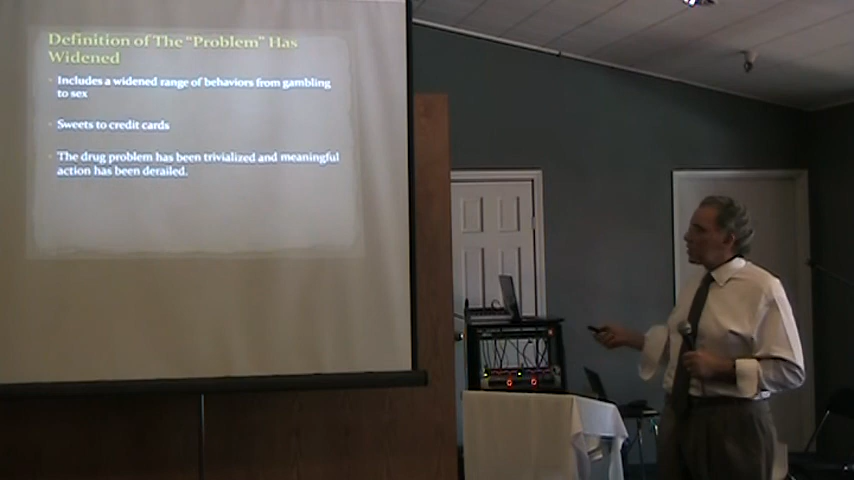 Definition of The "Problem" Has
Widened
Includes a widened range of behaviors from gambling
to sex
Sweets to credit cards
The drug problem has been trivialized and meaningful
action has been derailed.